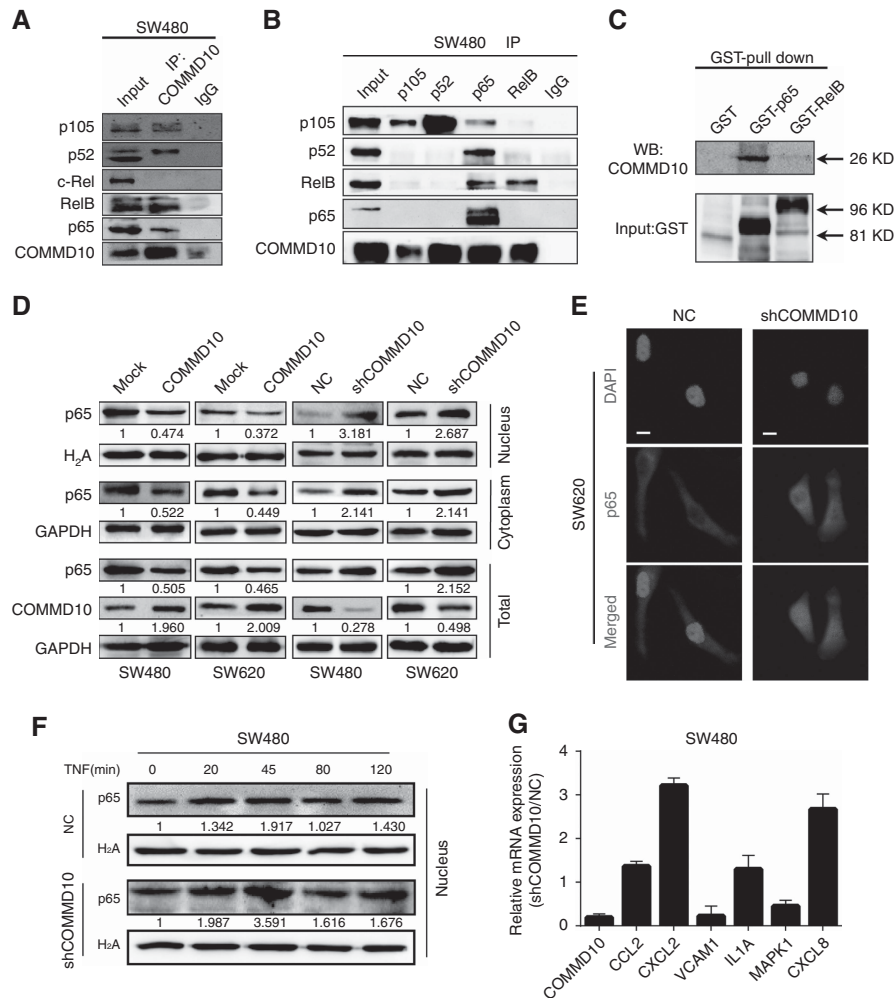 A
SW480
Input
IP:
COMMD10
IgG
p105
p52
c-Rel
RelB
p65
COMMD10
B
SW480 IP
Input
p105
p52
p65
RelB
IgG
p105
p52
RelB
p65
COMMD10
C
GST-pull down
GST
GST-p65
GST-RelB
WB:
COMMD10
26 KD
96 KD
Input:GST
81 KD
D
Mock
COMMD10
Mock
COMMD10
NC
shCOMMD10
NC
shCOMMD10
p65
1 0.474 1 0.372 1 3.181 1 2.687
H2A
Nucleus
p65
1 0.522 1 0.449 1 2.141 1 2.141
GAPDH
Cytoplasm
p65
1 0.505 1 0.465 1 2.152
COMMD10
1 1.960 1 2.009 1 0.278 1 0.498
GAPDH
Total
SW480 SW620 SW480 SW620
E
NC shCOMMD10
SW620
DAPI
p65
Merged
F
SW480
TNF(min) 0 20 45 80 120
NC
p65
1 1.342 1.917 1.027 1.430
H2A
shCOMMD10
p65
1 1.987 3.591 1.616 1.676
H2A
Nucleus
G
SW480
Relative mRNA expression
(shCOMMD10/NC)
4
3
2
1
0
COMMD10
CCL2
CXCL2
VCAM1
IL1A
MAPK1
CXCL8